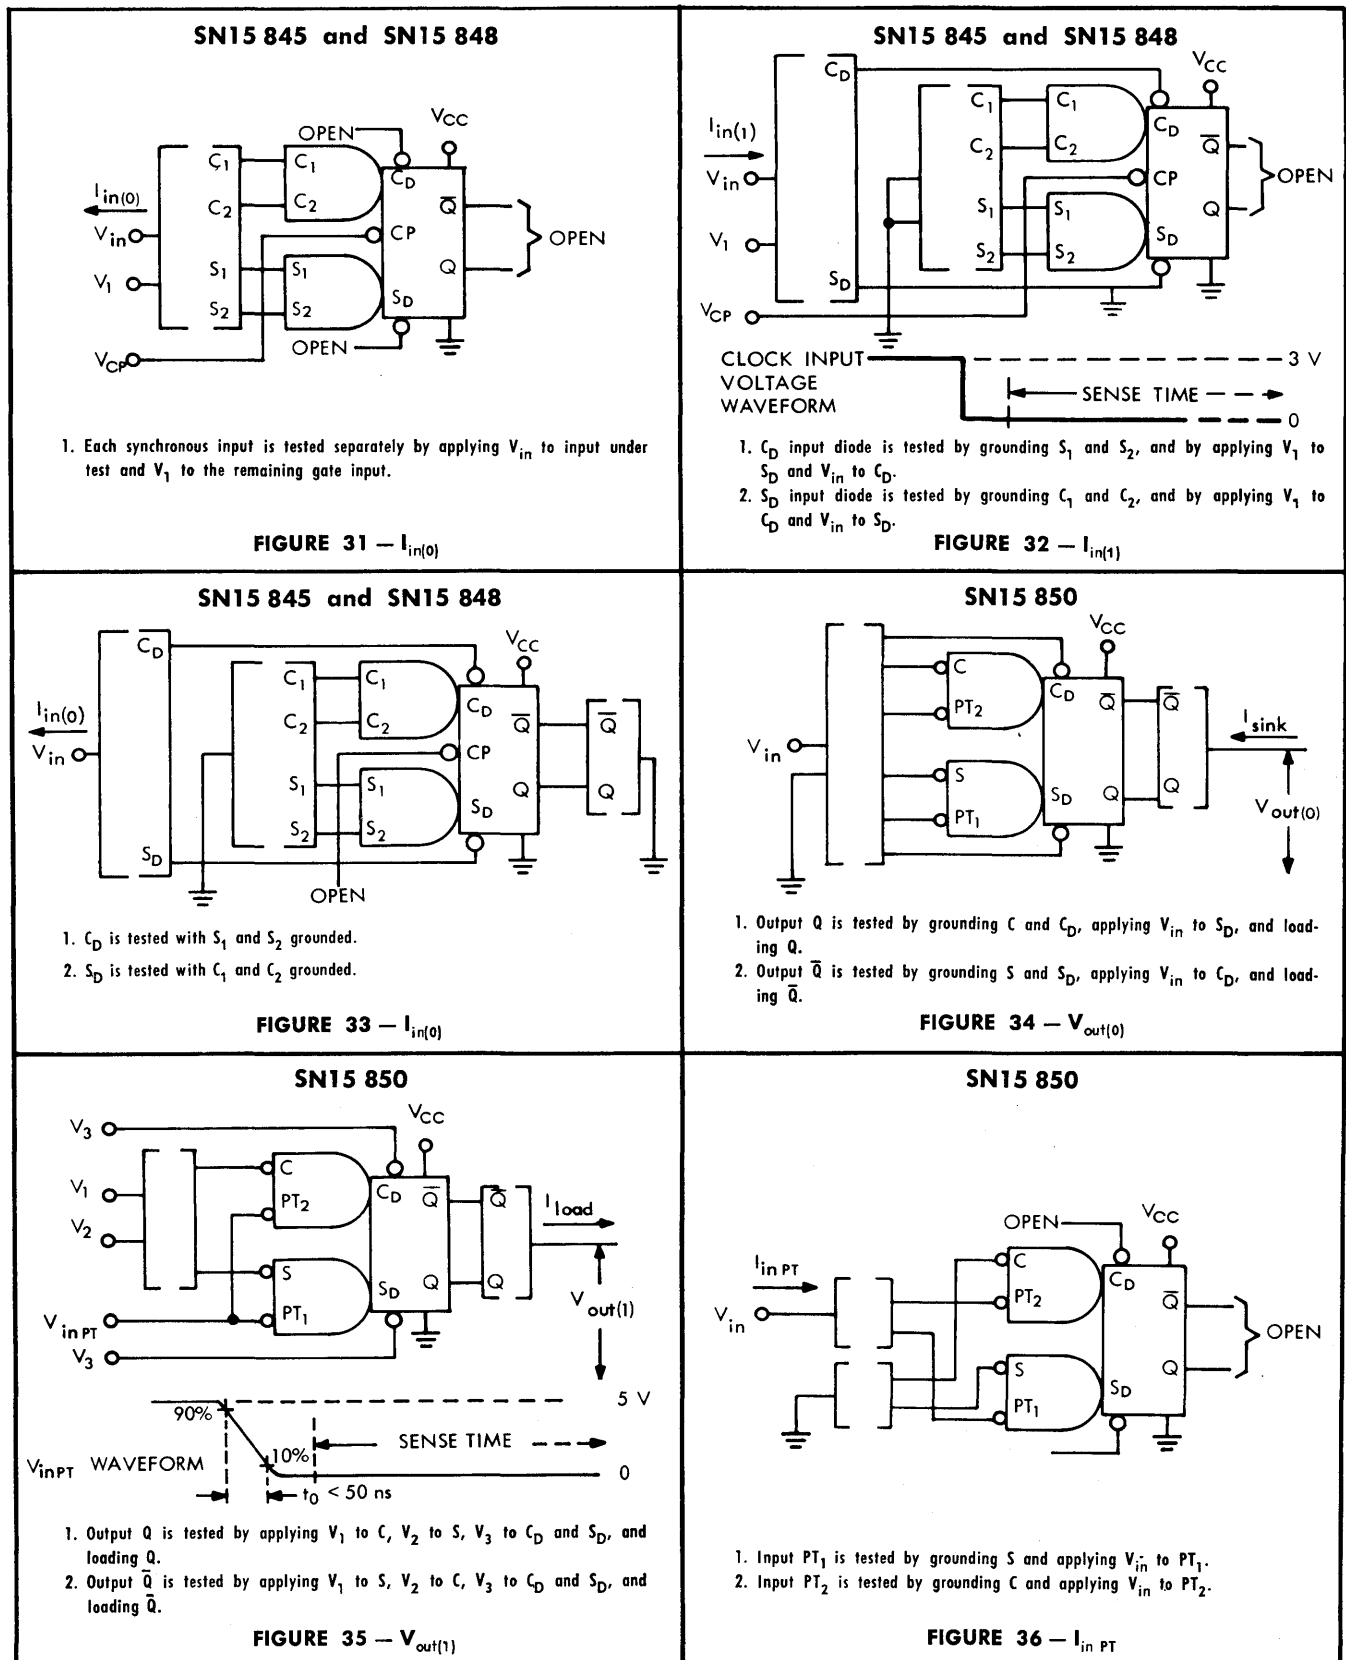 SN15 845 and SN15 848
OPEN
VCC
C1
C1
CD
Iin(0)
C2
C2
Q̅
Vin
CP
OPEN
S1
S1
Q
V1
S2
S2
SD
OPEN
VCP
1. Each synchronous input is tested separately by applying Vin to input under
test and V1 to the remaining gate input.
FIGURE 31 — Iin(0)
SN15 845 and SN15 848
CD
VCC
C1
C1
CD
Iin(1)
C2
C2
Q̅
Vin
CP
OPEN
S1
S1
Q
V1
S2
S2
SD
SD
VCP
CLOCK INPUT
VOLTAGE
WAVEFORM
3 V
SENSE TIME
0
1. CD input diode is tested by grounding S1 and S2, and by applying V1 to
SD and Vin to CD.
2. SD input diode is tested by grounding C1 and C2, and by applying V1 to
CD and Vin to SD.
FIGURE 32 — Iin(1)
SN15 845 and SN15 848
CD
VCC
C1
C1
CD
Iin(0)
C2
C2
Q̅
Q̅
Vin
CP
S1
S1
Q
Q
S2
S2
SD
SD
OPEN
1. CD is tested with S1 and S2 grounded.
2. SD is tested with C1 and C2 grounded.
FIGURE 33 — Iin(0)
SN15 850
VCC
C
CD
Q̅
Q̅
PT2
Isink
Vin
S
SD
Q
Q
PT1
Vout(0)
1. Output Q is tested by grounding C and CD, applying Vin to SD, and load-
ing Q.
2. Output Q̅ is tested by grounding S and SD, applying Vin to CD, and load-
ing Q̅.
FIGURE 34 — Vout(0)
SN15 850
V3
VCC
C
V1
PT2
CD
Q̅
Q̅
Iload
V2
S
SD
Q
Q
Vout(1)
Vin PT
PT1
V3
5 V
90%
SENSE TIME
10%
VinPT WAVEFORM
0
t0 < 50 ns
1. Output Q is tested by applying V1 to C, V2 to S, V3 to CD and SD, and
loading Q.
2. Output Q̅ is tested by applying V1 to S, V2 to C, V3 to CD and SD, and
loading Q̅.
FIGURE 35 — Vout(1)
SN15 850
OPEN
VCC
C
CD
Iin PT
PT2
Q̅
Vin
OPEN
S
Q
SD
PT1
1. Input PT1 is tested by grounding S and applying Vin to PT1.
2. Input PT2 is tested by grounding C and applying Vin to PT2.
FIGURE 36 — Iin PT